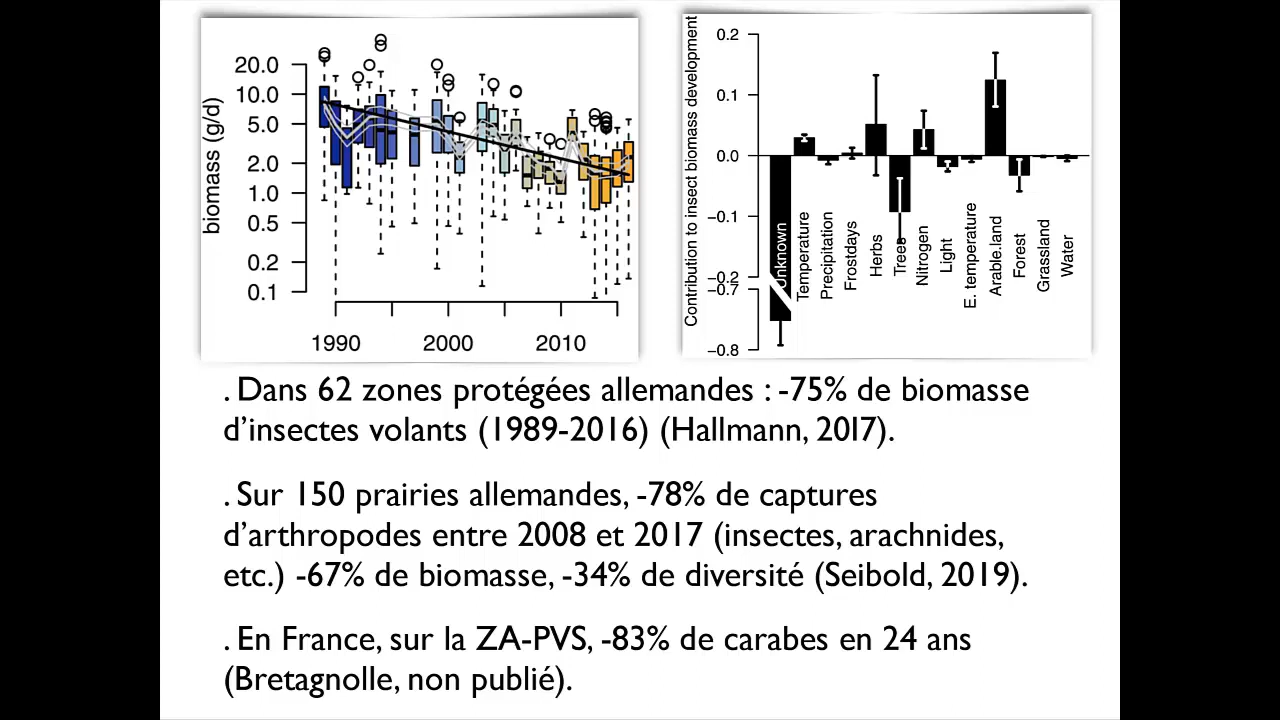 biomass (g/d)
20.0
10.0
5.0
2.0
1.0
0.5
0.2
0.1
1990 2000 2010
Contribution to insect biomass development
0.2
0.1
0.0
−0.1
−0.2
−0.7
−0.8
Unknown
Temperature
Precipitation
Frostdays
Herbs
Trees
Nitrogen
Light
E. temperature
Arable.land
Forest
Grassland
Water
. Dans 62 zones protégées allemandes : -75% de biomasse
d’insectes volants (1989-2016) (Hallmann, 2017).
. Sur 150 prairies allemandes, -78% de captures
d’arthropodes entre 2008 et 2017 (insectes, arachnides,
etc.) -67% de biomasse, -34% de diversité (Seibold, 2019).
. En France, sur la ZA-PVS, -83% de carabes en 24 ans
(Bretagnolle, non publié).